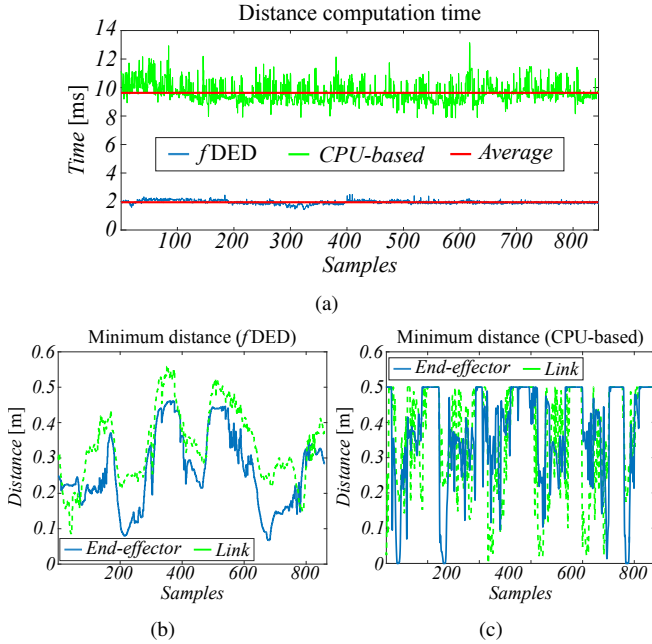 Distance computation time
14
12
10
8
6
4
2
0
Time [ms]
fDED CPU-based Average
100 200 300 400 500 600 700 800
Samples
(a)
Minimum distance (fDED)
0.6
0.5
0.4
0.3
0.2
0.1
0
Distance [m]
End-effector Link
200 400 600 800
Samples
(b)
Minimum distance (CPU-based)
0.6
0.5
0.4
0.3
0.2
0.1
0
Distance [m]
End-effector Link
200 400 600 800
Samples
(c)